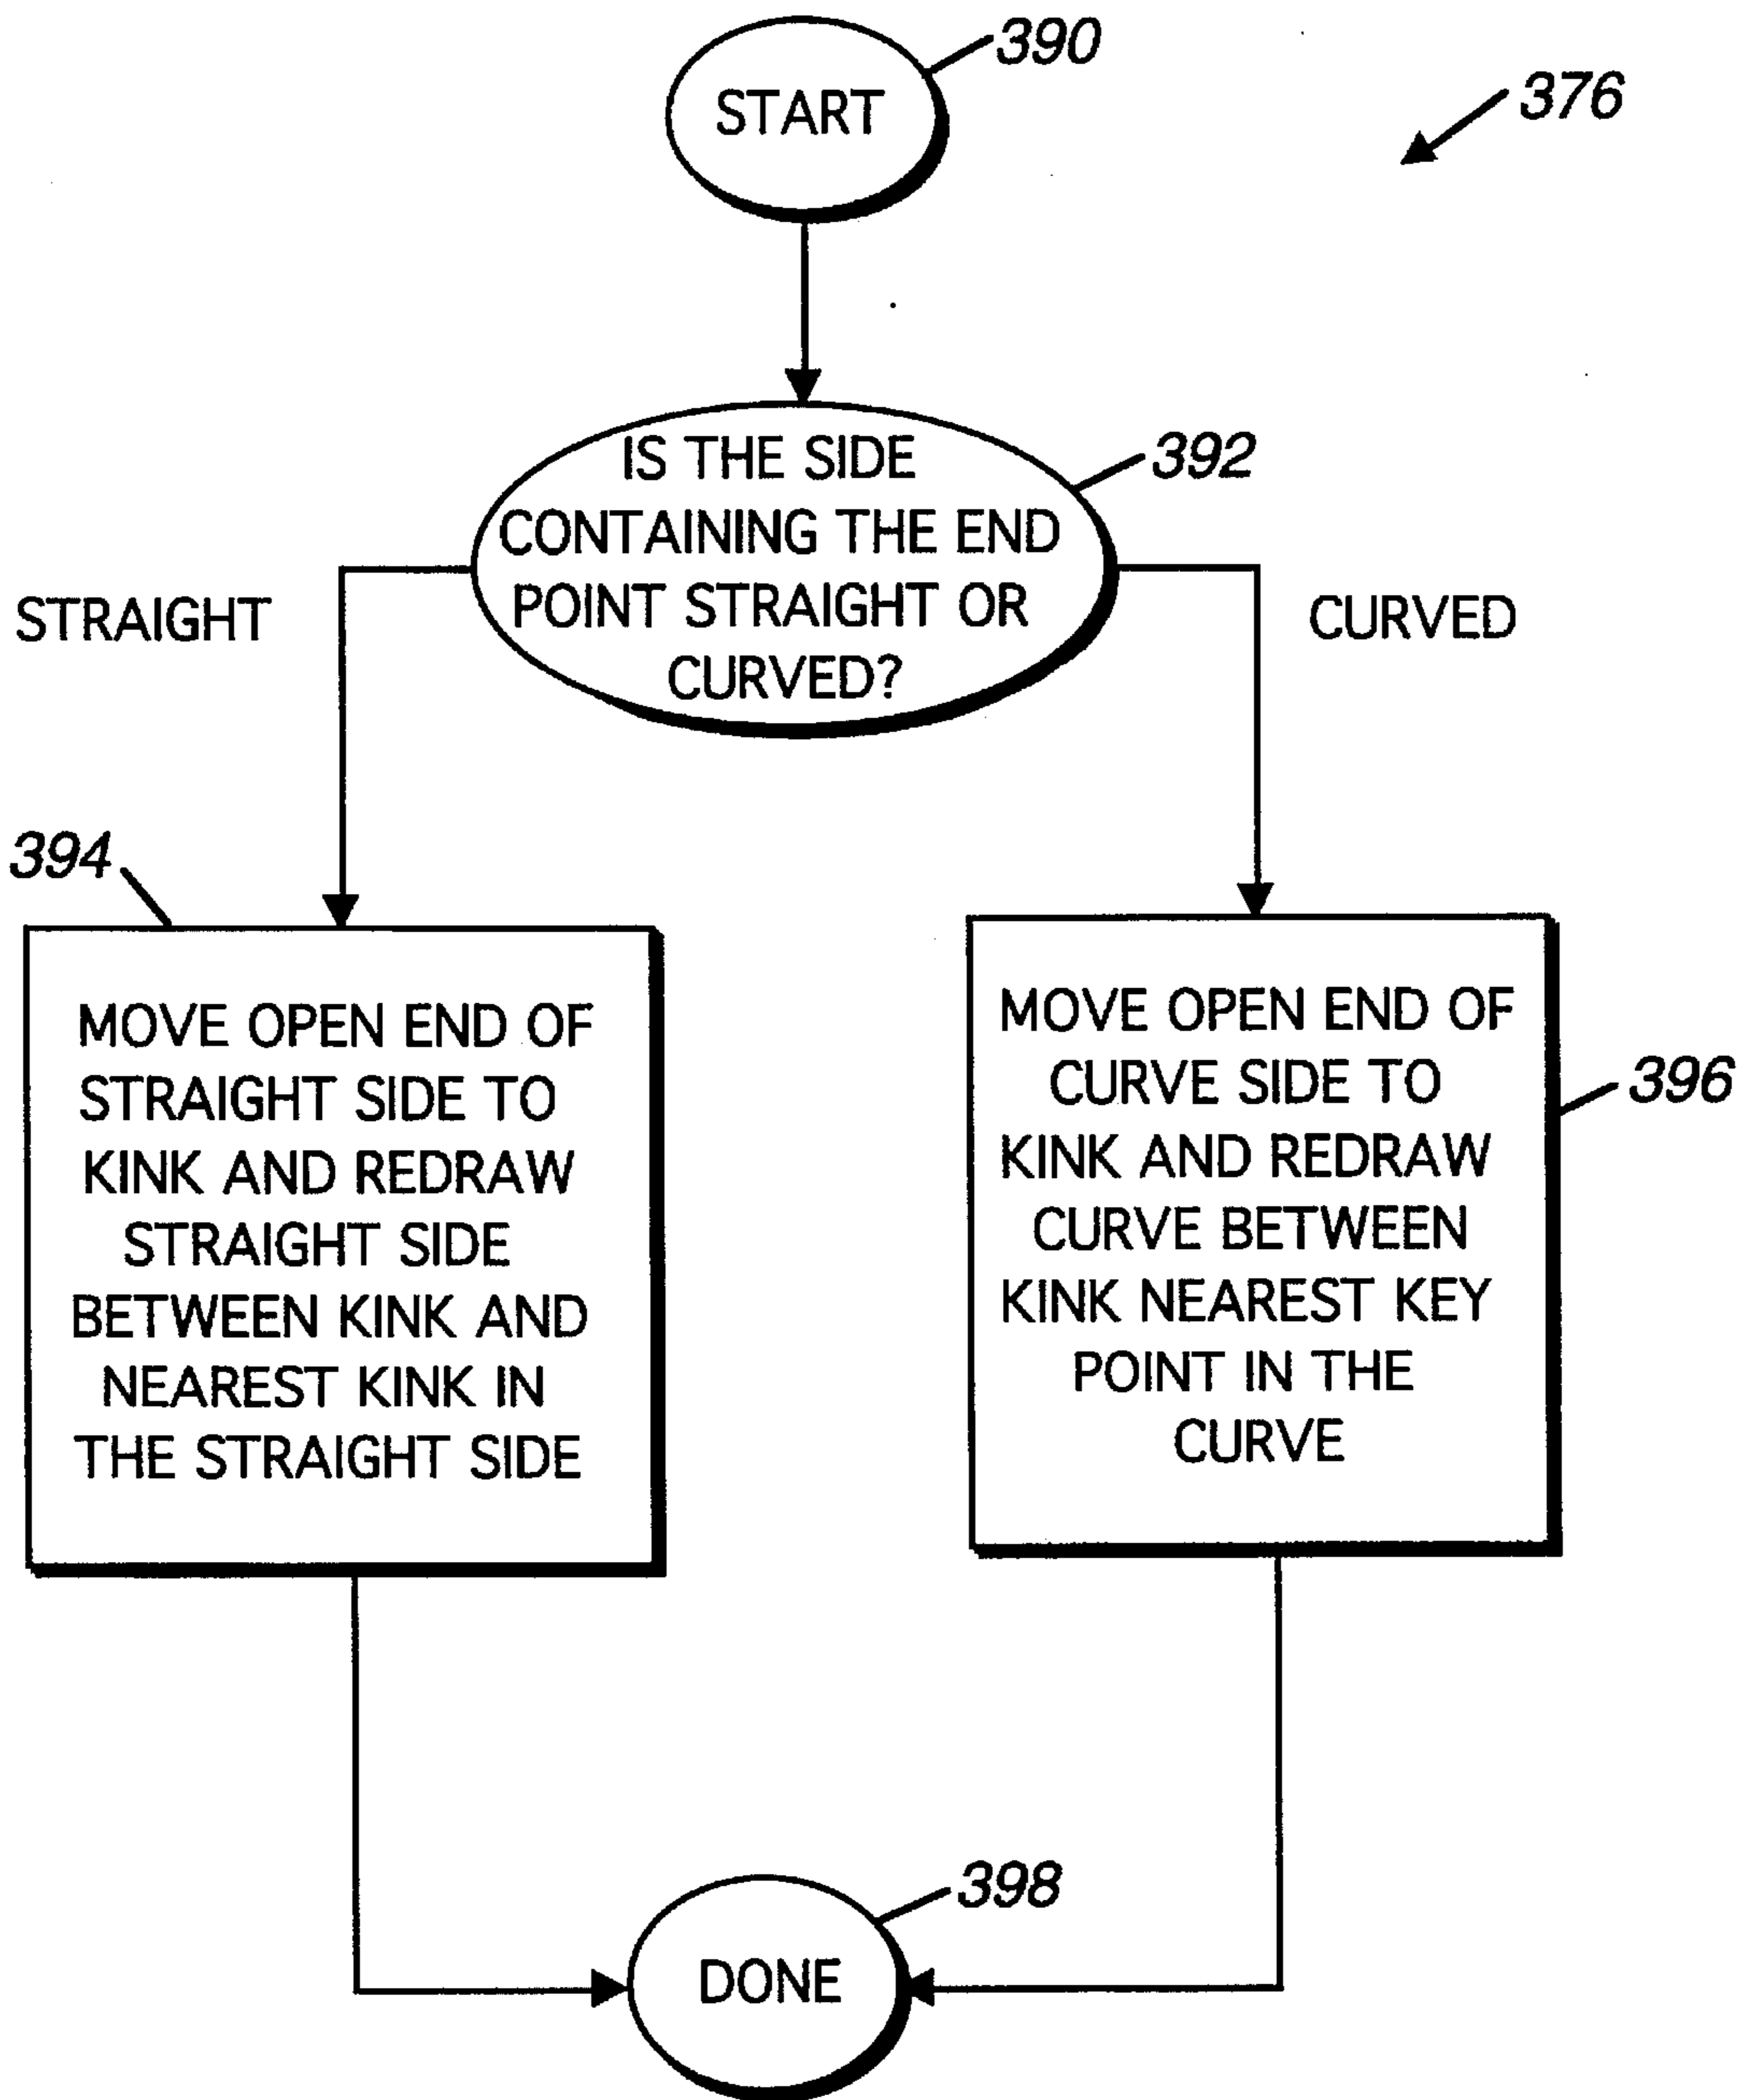 390
START
376
392
IS THE SIDE
CONTAINING THE END
POINT STRAIGHT OR
CURVED?
STRAIGHT
CURVED
394
MOVE OPEN END OF
STRAIGHT SIDE TO
KINK AND REDRAW
STRAIGHT SIDE
BETWEEN KINK AND
NEAREST KINK IN
THE STRAIGHT SIDE
MOVE OPEN END OF
CURVE SIDE TO
KINK AND REDRAW
CURVE BETWEEN
KINK NEAREST KEY
POINT IN THE
CURVE
396
398
DONE